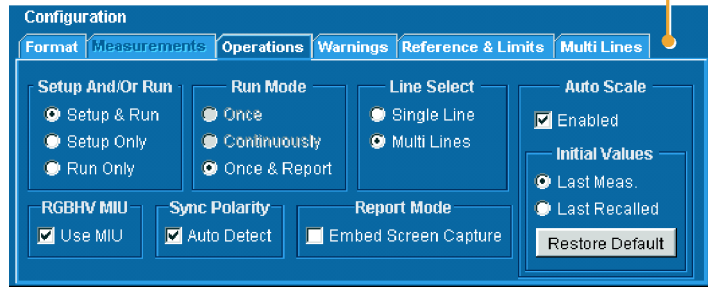 Configuration
Format Measurements Operations Warnings Reference & Limits Multi Lines
Setup And/Or Run
Setup & Run
Setup Only
Run Only
Run Mode
Once
Continuously
Once & Report
Line Select
Single Line
Multi Lines
Auto Scale
Enabled
Initial Values
Last Meas.
Last Recalled
Restore Default
RGBHV MIU
Use MIU
Sync Polarity
Auto Detect
Report Mode
Embed Screen Capture